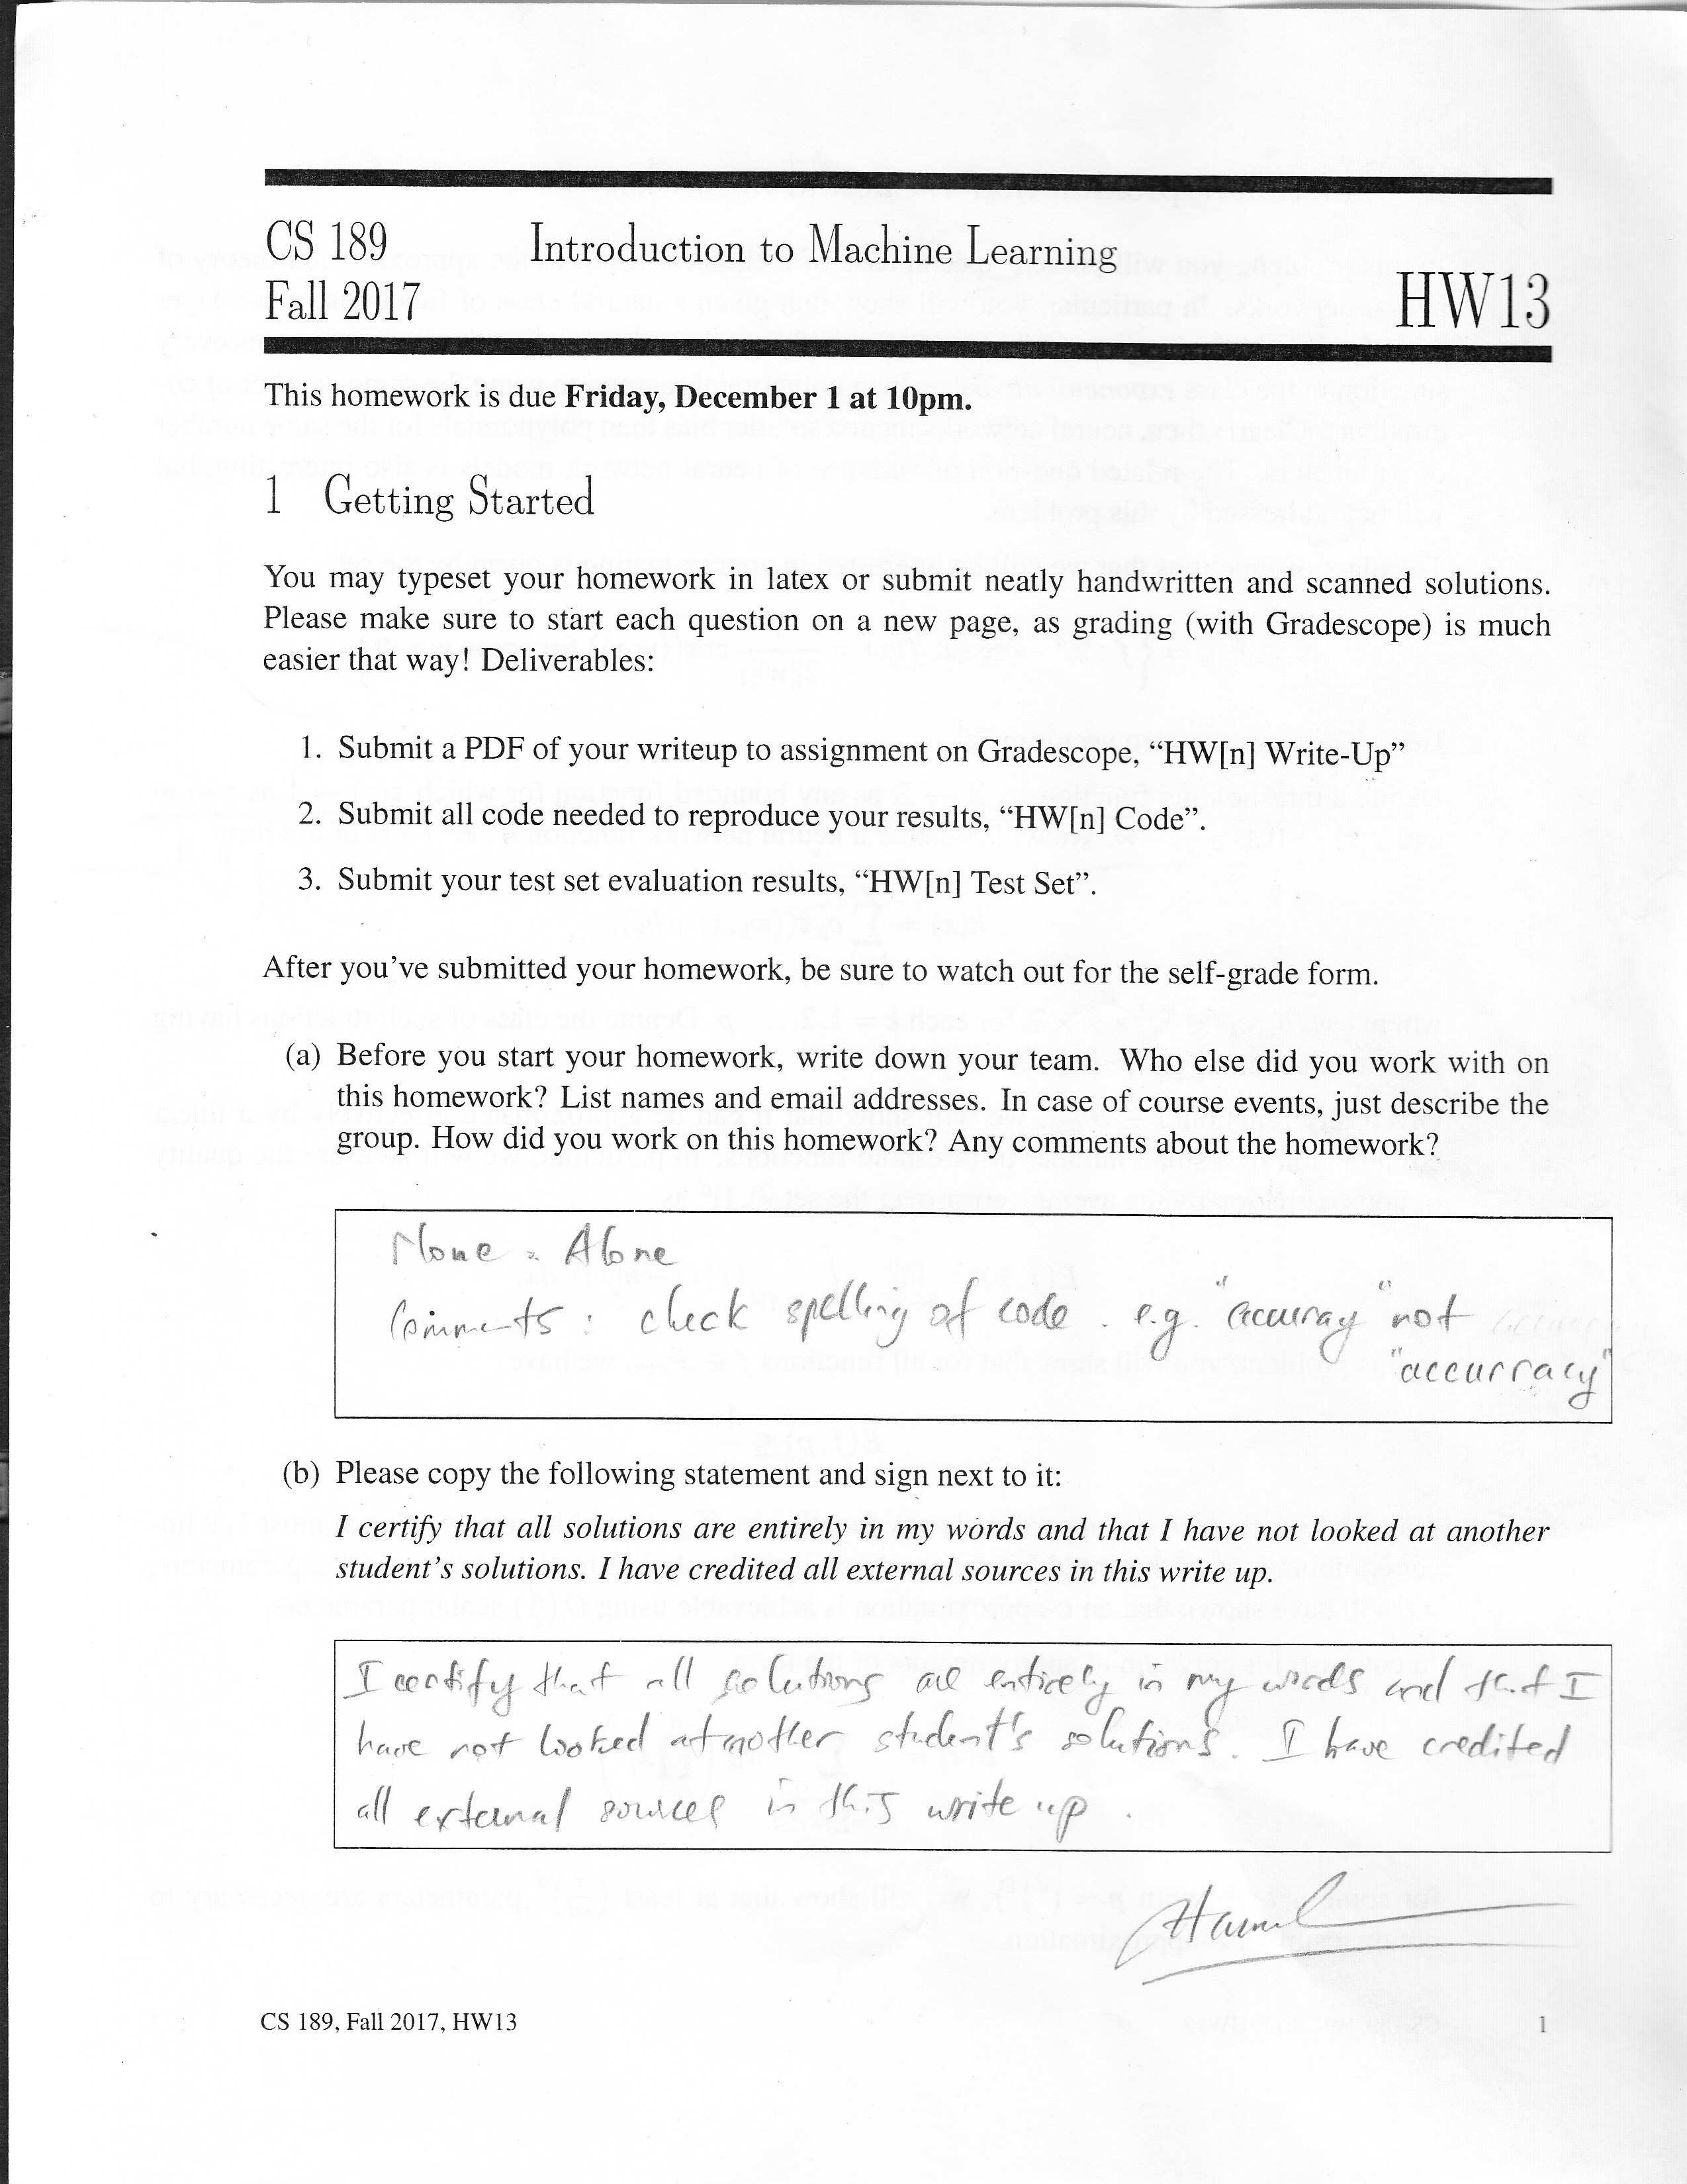 CS 189 Introduction to Machine Learning
Fall 2017 HW13
This homework is due Friday, December 1 at 10pm.
1 Getting Started
You may typeset your homework in latex or submit neatly handwritten and scanned solutions.
Please make sure to start each question on a new page, as grading (with Gradescope) is much
easier that way! Deliverables:
1. Submit a PDF of your writeup to assignment on Gradescope, “HW[n] Write-Up”
2. Submit all code needed to reproduce your results, “HW[n] Code”.
3. Submit your test set evaluation results, “HW[n] Test Set”.
After you’ve submitted your homework, be sure to watch out for the self-grade form.
(a) Before you start your homework, write down your team. Who else did you work with on
this homework? List names and email addresses. In case of course events, just describe the
group. How did you work on this homework? Any comments about the homework?
None. Alone
Comments: check spelling of code. e.g. "accuray" not
"accurracy"
(b) Please copy the following statement and sign next to it:
I certify that all solutions are entirely in my words and that I have not looked at another
student’s solutions. I have credited all external sources in this write up.
I certify that all solutions are entirely in my words and that I
have not looked at another student's solutions. I have credited
all external sources in this write up.
CS 189, Fall 2017, HW13 1